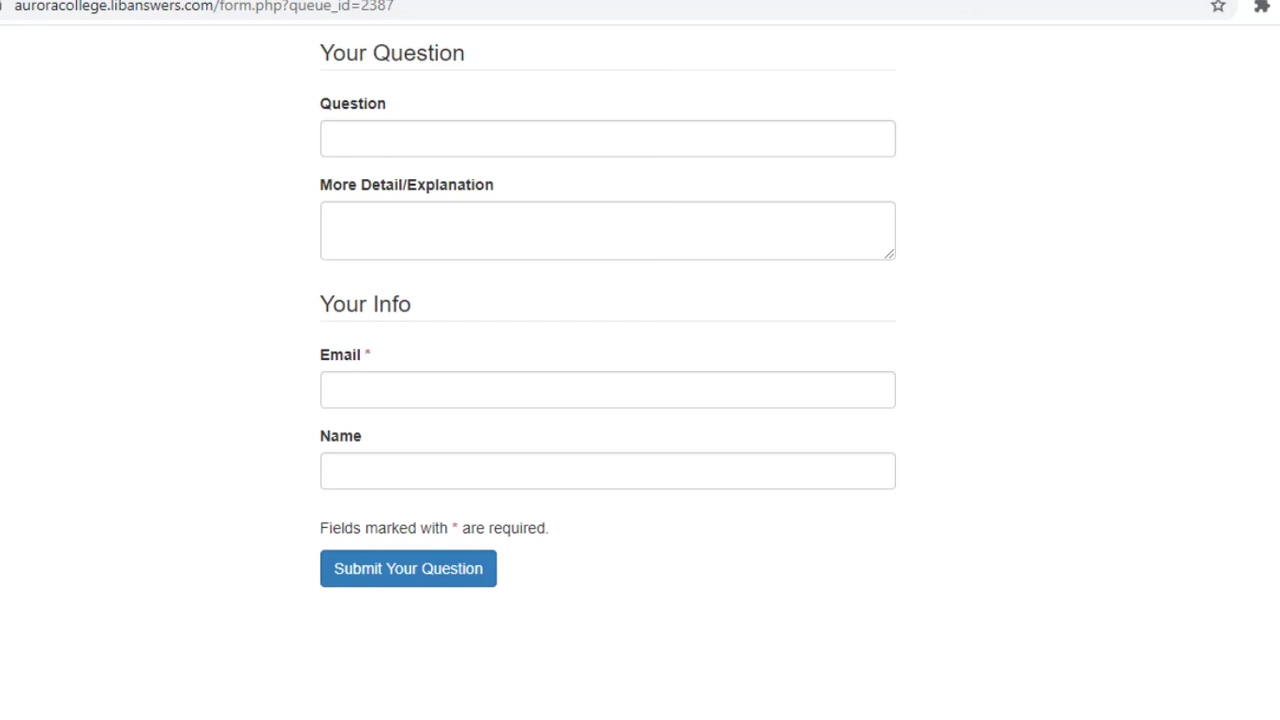 auroracollege.libanswers.com/form.php?queue_id=2387
Your Question
Question
More Detail/Explanation
Your Info
Email *
Name
Fields marked with * are required.
Submit Your Question